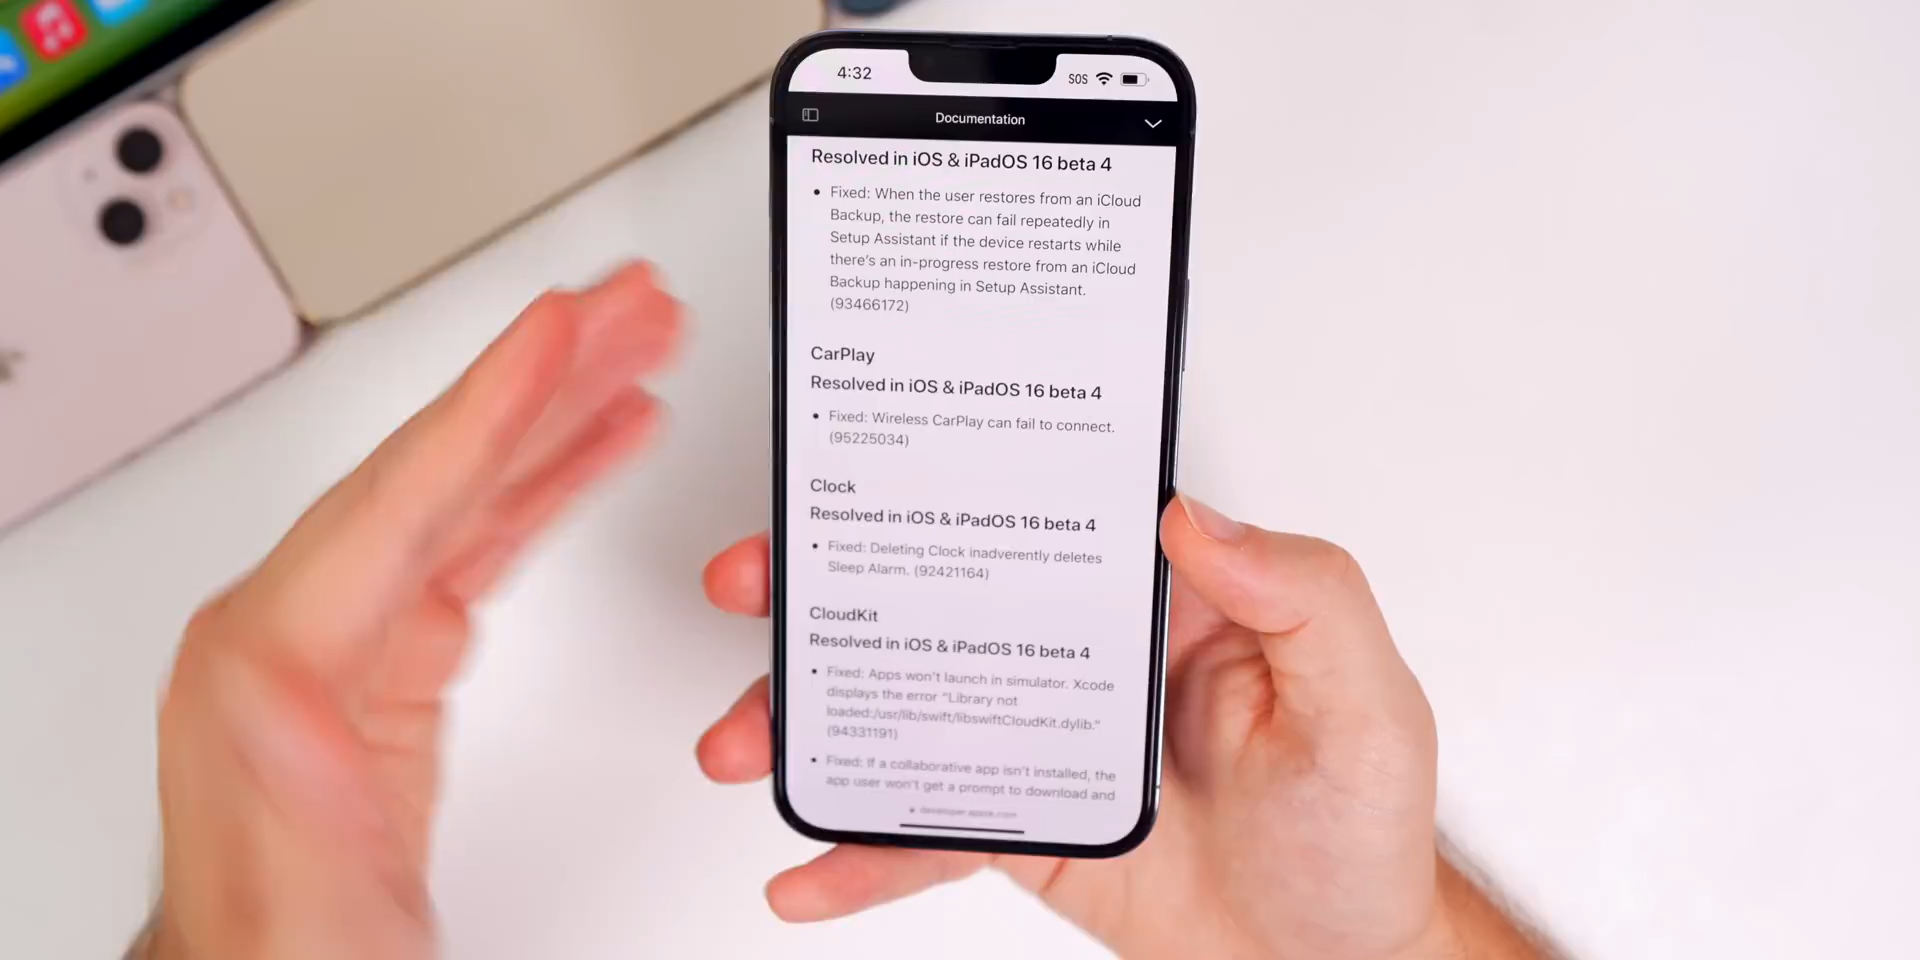 4:32
SOS
Documentation
Resolved in iOS & iPadOS 16 beta 4
• Fixed: When the user restores from an iCloud
Backup, the restore can fail repeatedly in
Setup Assistant if the device restarts while
there's an in-progress restore from an iCloud
Backup happening in Setup Assistant.
(93466172)
CarPlay
Resolved in iOS & iPadOS 16 beta 4
• Fixed: Wireless CarPlay can fail to connect.
(95225034)
Clock
Resolved in iOS & iPadOS 16 beta 4
• Fixed: Deleting Clock inadverently deletes
Sleep Alarm. (92421164)
CloudKit
Resolved in iOS & iPadOS 16 beta 4
• Fixed: Apps won't launch in simulator. Xcode
displays the error “Library not
loaded:/usr/lib/swift/libswiftCloudKit.dylib.”
(94331191)
• Fixed: If a collaborative app isn't installed, the
app user won't get a prompt to download and
developer.apple.com